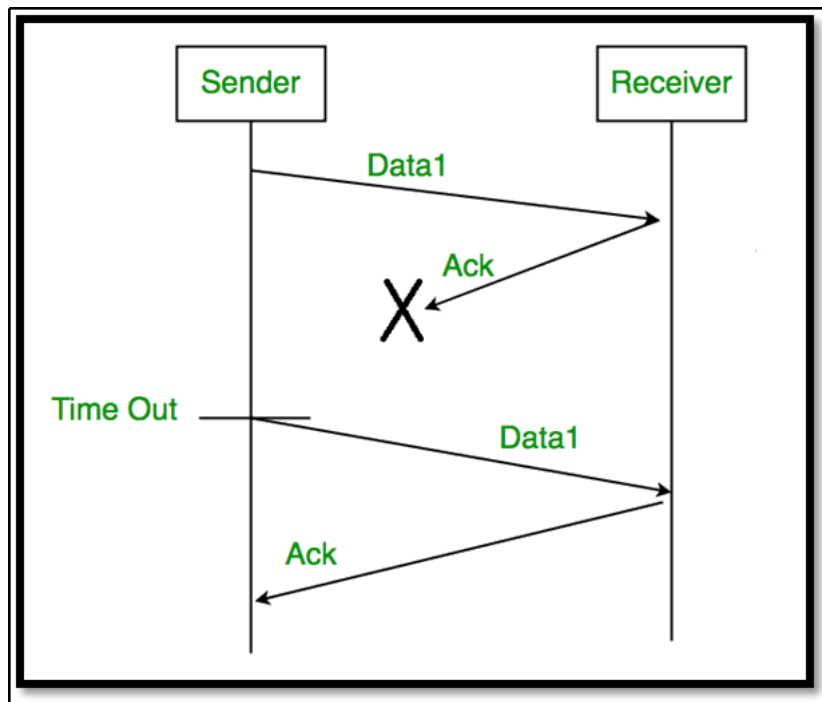 Sender
Receiver
Data1
Ack
Time Out
Data1
Ack